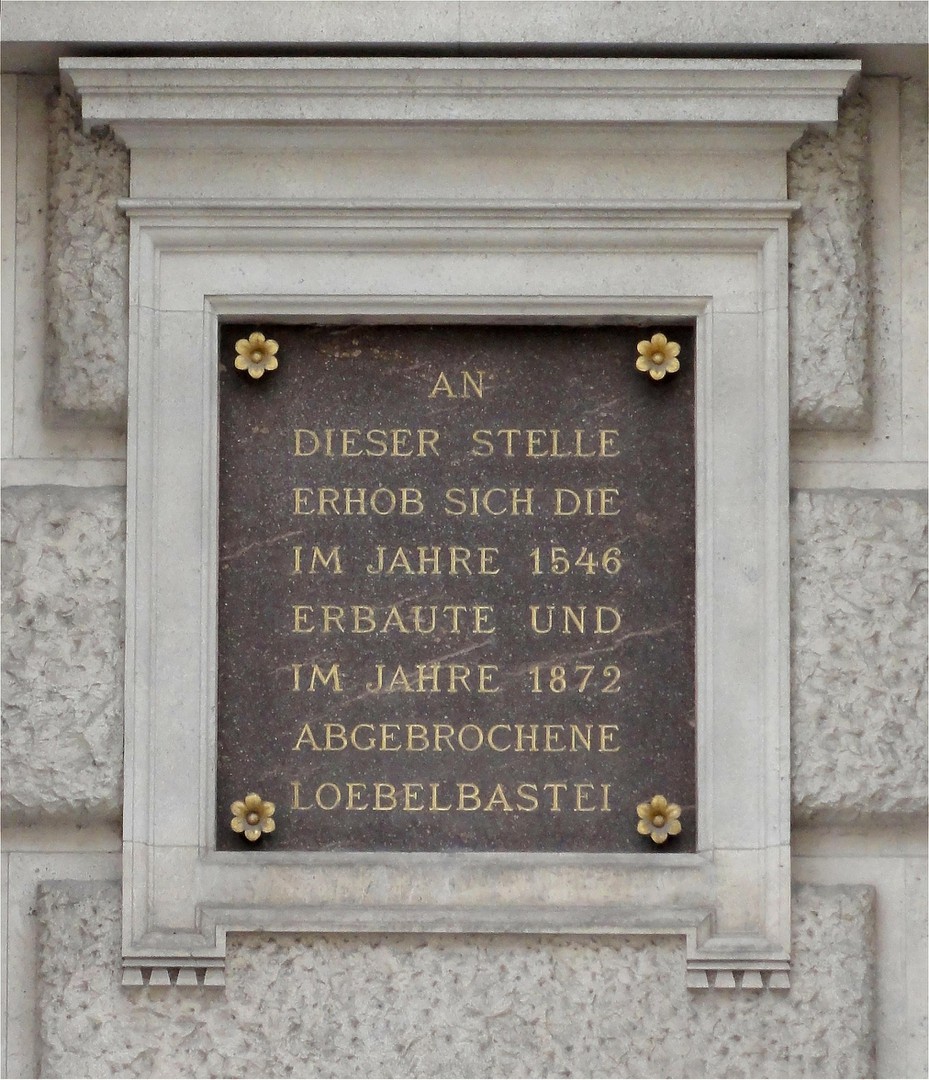 AN
DIESER STELLE
ERHOB SICH DIE
IM JAHRE 1546
ERBAUTE UND
IM JAHRE 1872
ABGEBROCHENE
LOEBELBASTEI